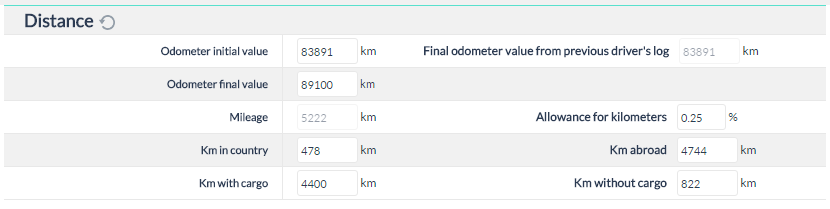 Distance
Odometer initial value 83891 km Final odometer value from previous driver's log 83891 km
Odometer final value 89100 km
Mileage 5222 km Allowance for kilometers 0.25 %
Km in country 478 km Km abroad 4744 km
Km with cargo 4400 km Km without cargo 822 km